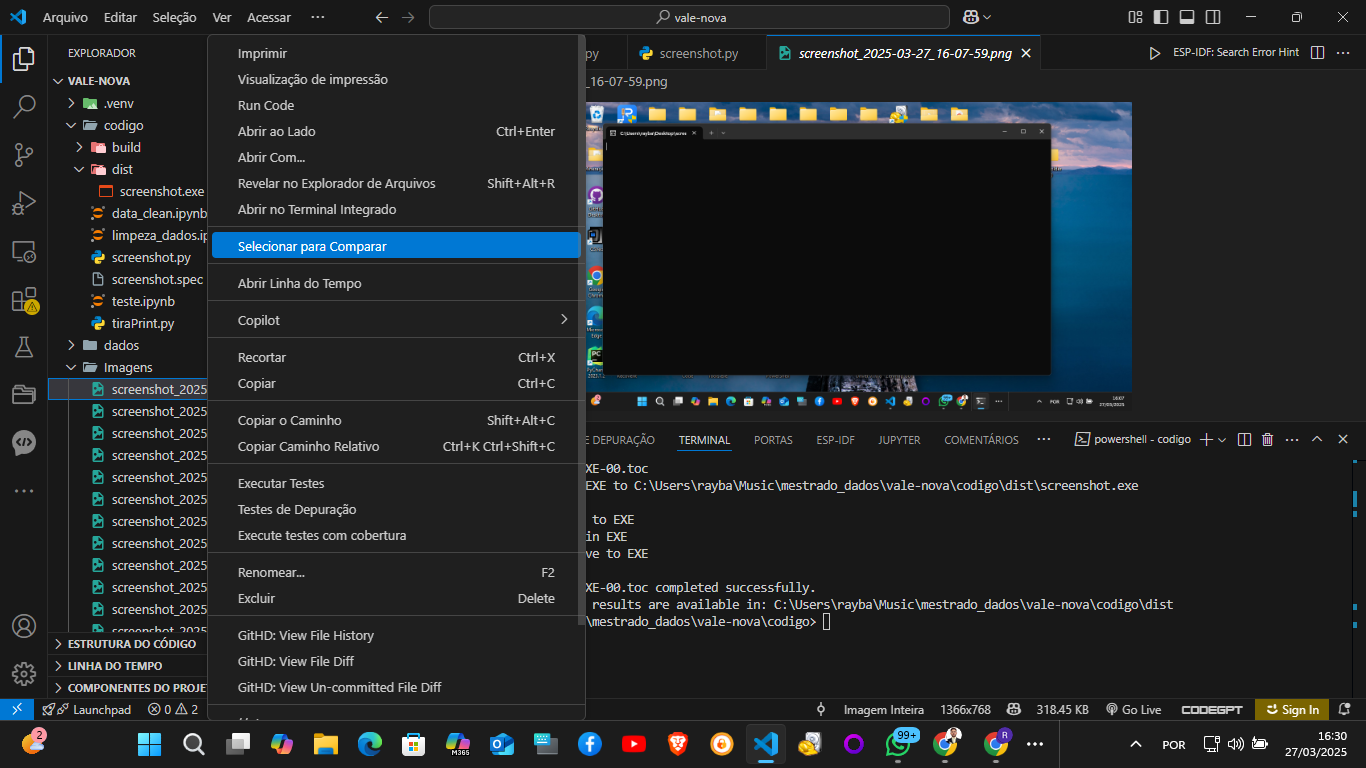 Arquivo Editar Seleção Ver Acessar ···
vale-nova
EXPLORADOR
VALE-NOVA
.venv
codigo
build
dist
screenshot.exe
data_clean.ipynb
limpeza_dados.ip
screenshot.py
screenshot.spec
teste.ipynb
tiraPrint.py
dados
Imagens
screenshot_2025
screenshot_2025
screenshot_2025
screenshot_2025
screenshot_2025
screenshot_2025
screenshot_2025
screenshot_2025
screenshot_2025
screenshot_2025
screenshot_2025
screenshot_2025
ESTRUTURA DO CÓDIGO
LINHA DO TEMPO
COMPONENTES DO PROJET
Imprimir
Visualização de impressão
Run Code
Abrir ao Lado Ctrl+Enter
Abrir Com...
Revelar no Explorador de Arquivos Shift+Alt+R
Abrir no Terminal Integrado
Selecionar para Comparar
Abrir Linha do Tempo
Copilot
Recortar Ctrl+X
Copiar Ctrl+C
Copiar o Caminho Shift+Alt+C
Copiar Caminho Relativo Ctrl+K Ctrl+Shift+C
Executar Testes
Testes de Depuração
Execute testes com cobertura
Renomear... F2
Excluir Delete
GitHD: View File History
GitHD: View File Diff
GitHD: View Un-committed File Diff
py screenshot.py screenshot_2025-03-27_16-07-59.png ESP-IDF: Search Error Hint
_16-07-59.png
E DEPURAÇÃO TERMINAL PORTAS ESP-IDF JUPYTER COMENTÁRIOS ··· powershell - codigo
XE-00.toc
EXE to C:\Users\rayba\Music\mestrado_dados\vale-nova\codigo\dist\screenshot.exe
to EXE
in EXE
ve to EXE
XE-00.toc completed successfully.
results are available in: C:\Users\rayba\Music\mestrado_dados\vale-nova\codigo\dist
\mestrado_dados\vale-nova\codigo>
Launchpad 0 2 Imagem Inteira 1366x768 318.45 KB Go Live CODEGPT Sign In
2 M365 99+ R POR 16:30
27/03/2025